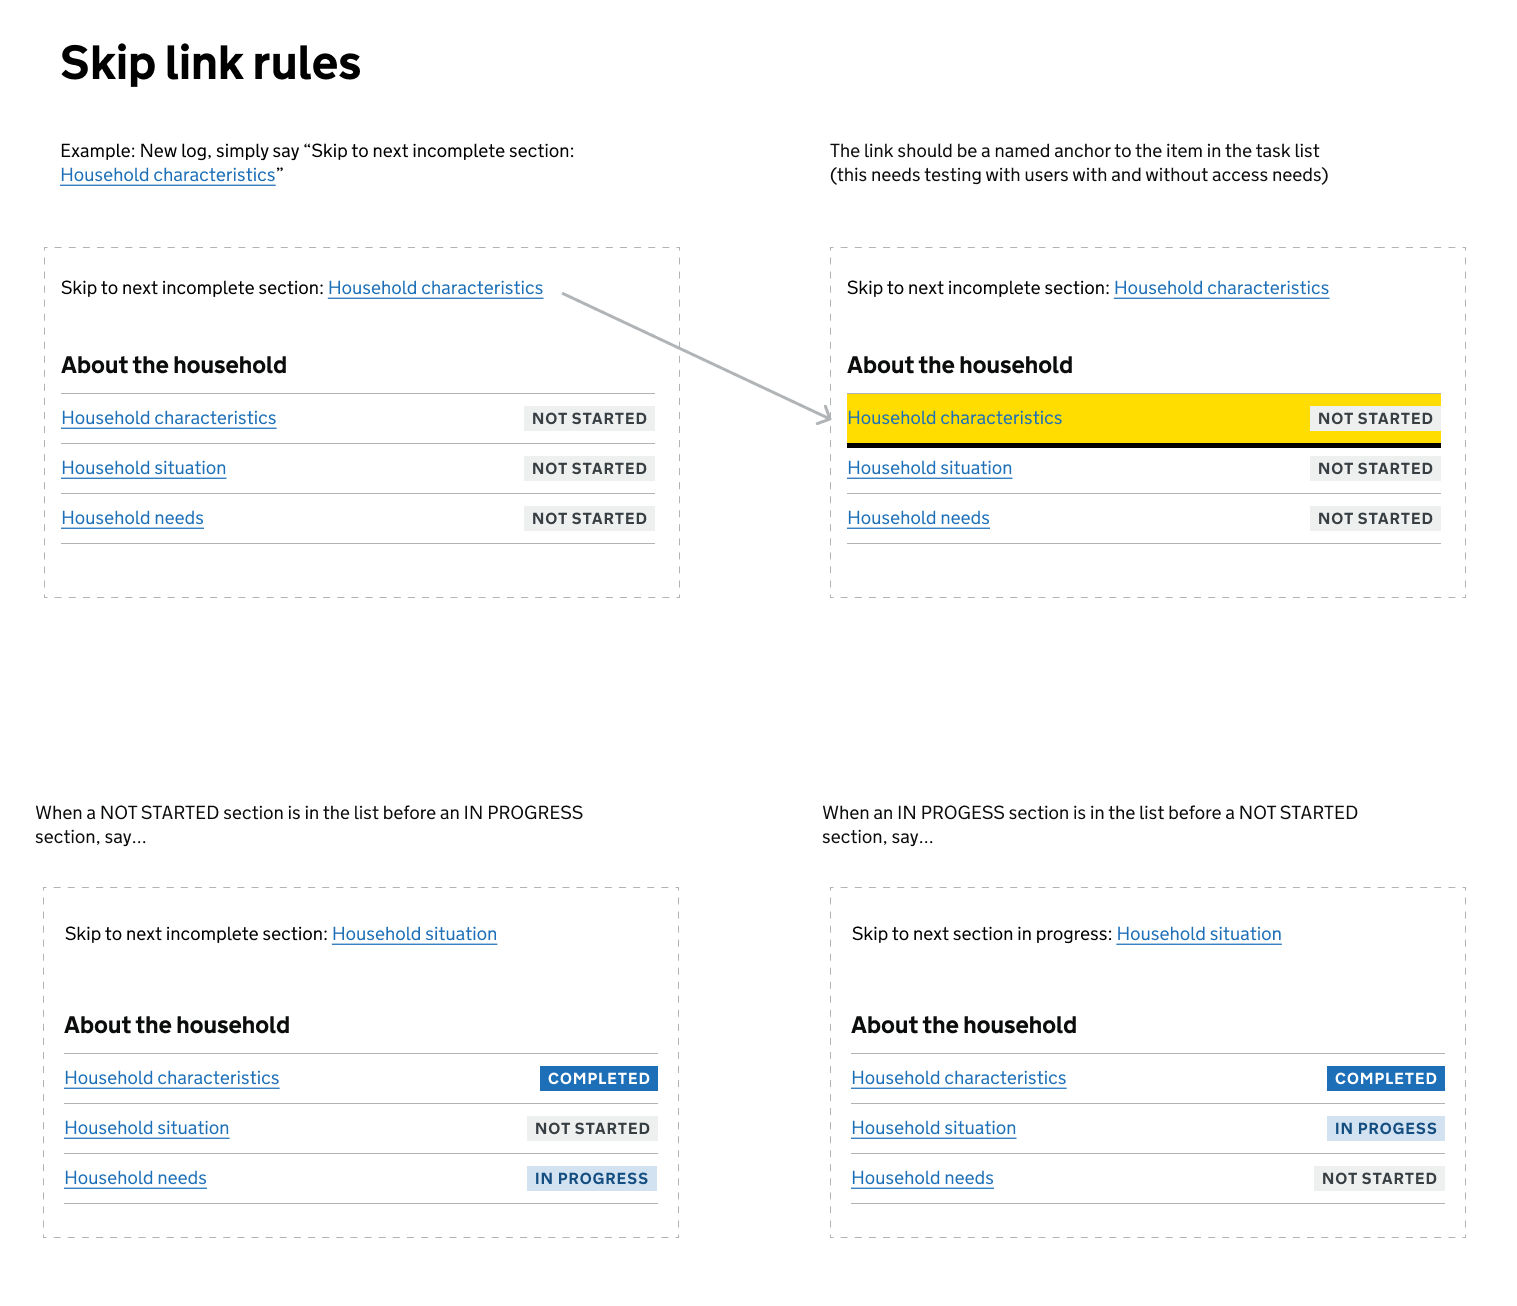 Skip link rules
Example: New log, simply say “Skip to next incomplete section:
Household characteristics”
The link should be a named anchor to the item in the task list
(this needs testing with users with and without access needs)
Skip to next incomplete section: Household characteristics
About the household
Household characteristics NOT STARTED
Household situation NOT STARTED
Household needs NOT STARTED
Skip to next incomplete section: Household characteristics
About the household
Household characteristics NOT STARTED
Household situation NOT STARTED
Household needs NOT STARTED
When a NOT STARTED section is in the list before an IN PROGRESS
section, say...
Skip to next incomplete section: Household situation
About the household
Household characteristics COMPLETED
Household situation NOT STARTED
Household needs IN PROGRESS
When an IN PROGESS section is in the list before a NOT STARTED
section, say...
Skip to next section in progress: Household situation
About the household
Household characteristics COMPLETED
Household situation IN PROGESS
Household needs NOT STARTED